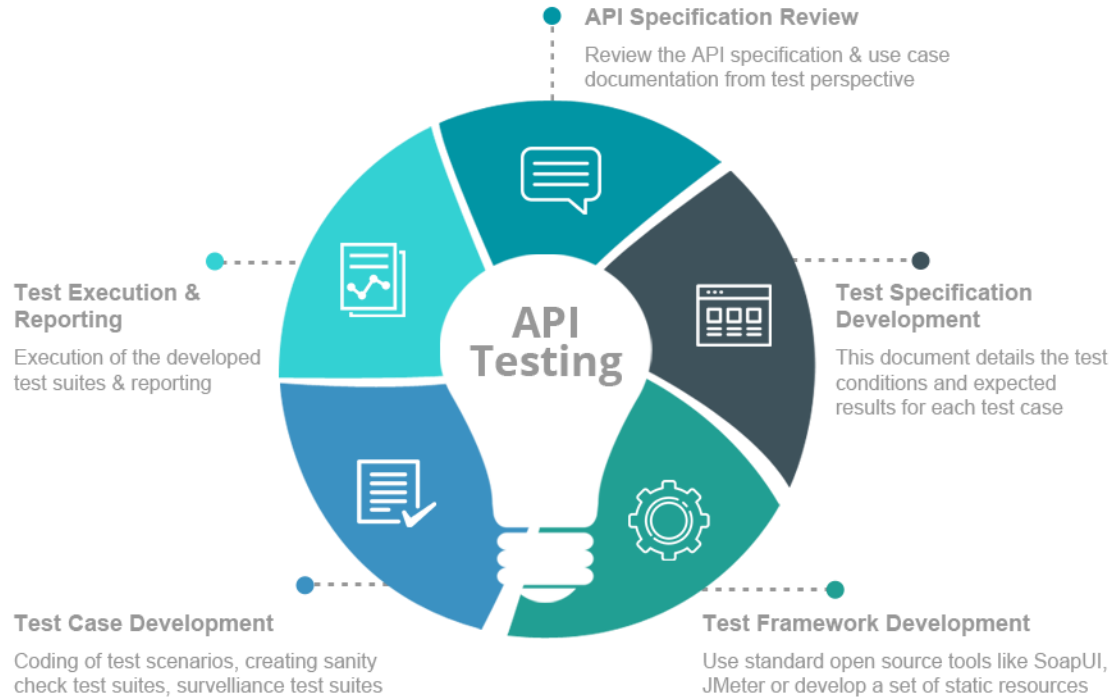 API Specification Review
Review the API specification & use case
documentation from test perspective
API
Testing
Test Specification
Development
This document details the test
conditions and expected
results for each test case
Test Framework Development
Use standard open source tools like SoapUI,
JMeter or develop a set of static resources
Test Case Development
Coding of test scenarios, creating sanity
check test suites, survelliance test suites
Test Execution &
Reporting
Execution of the developed
test suites & reporting